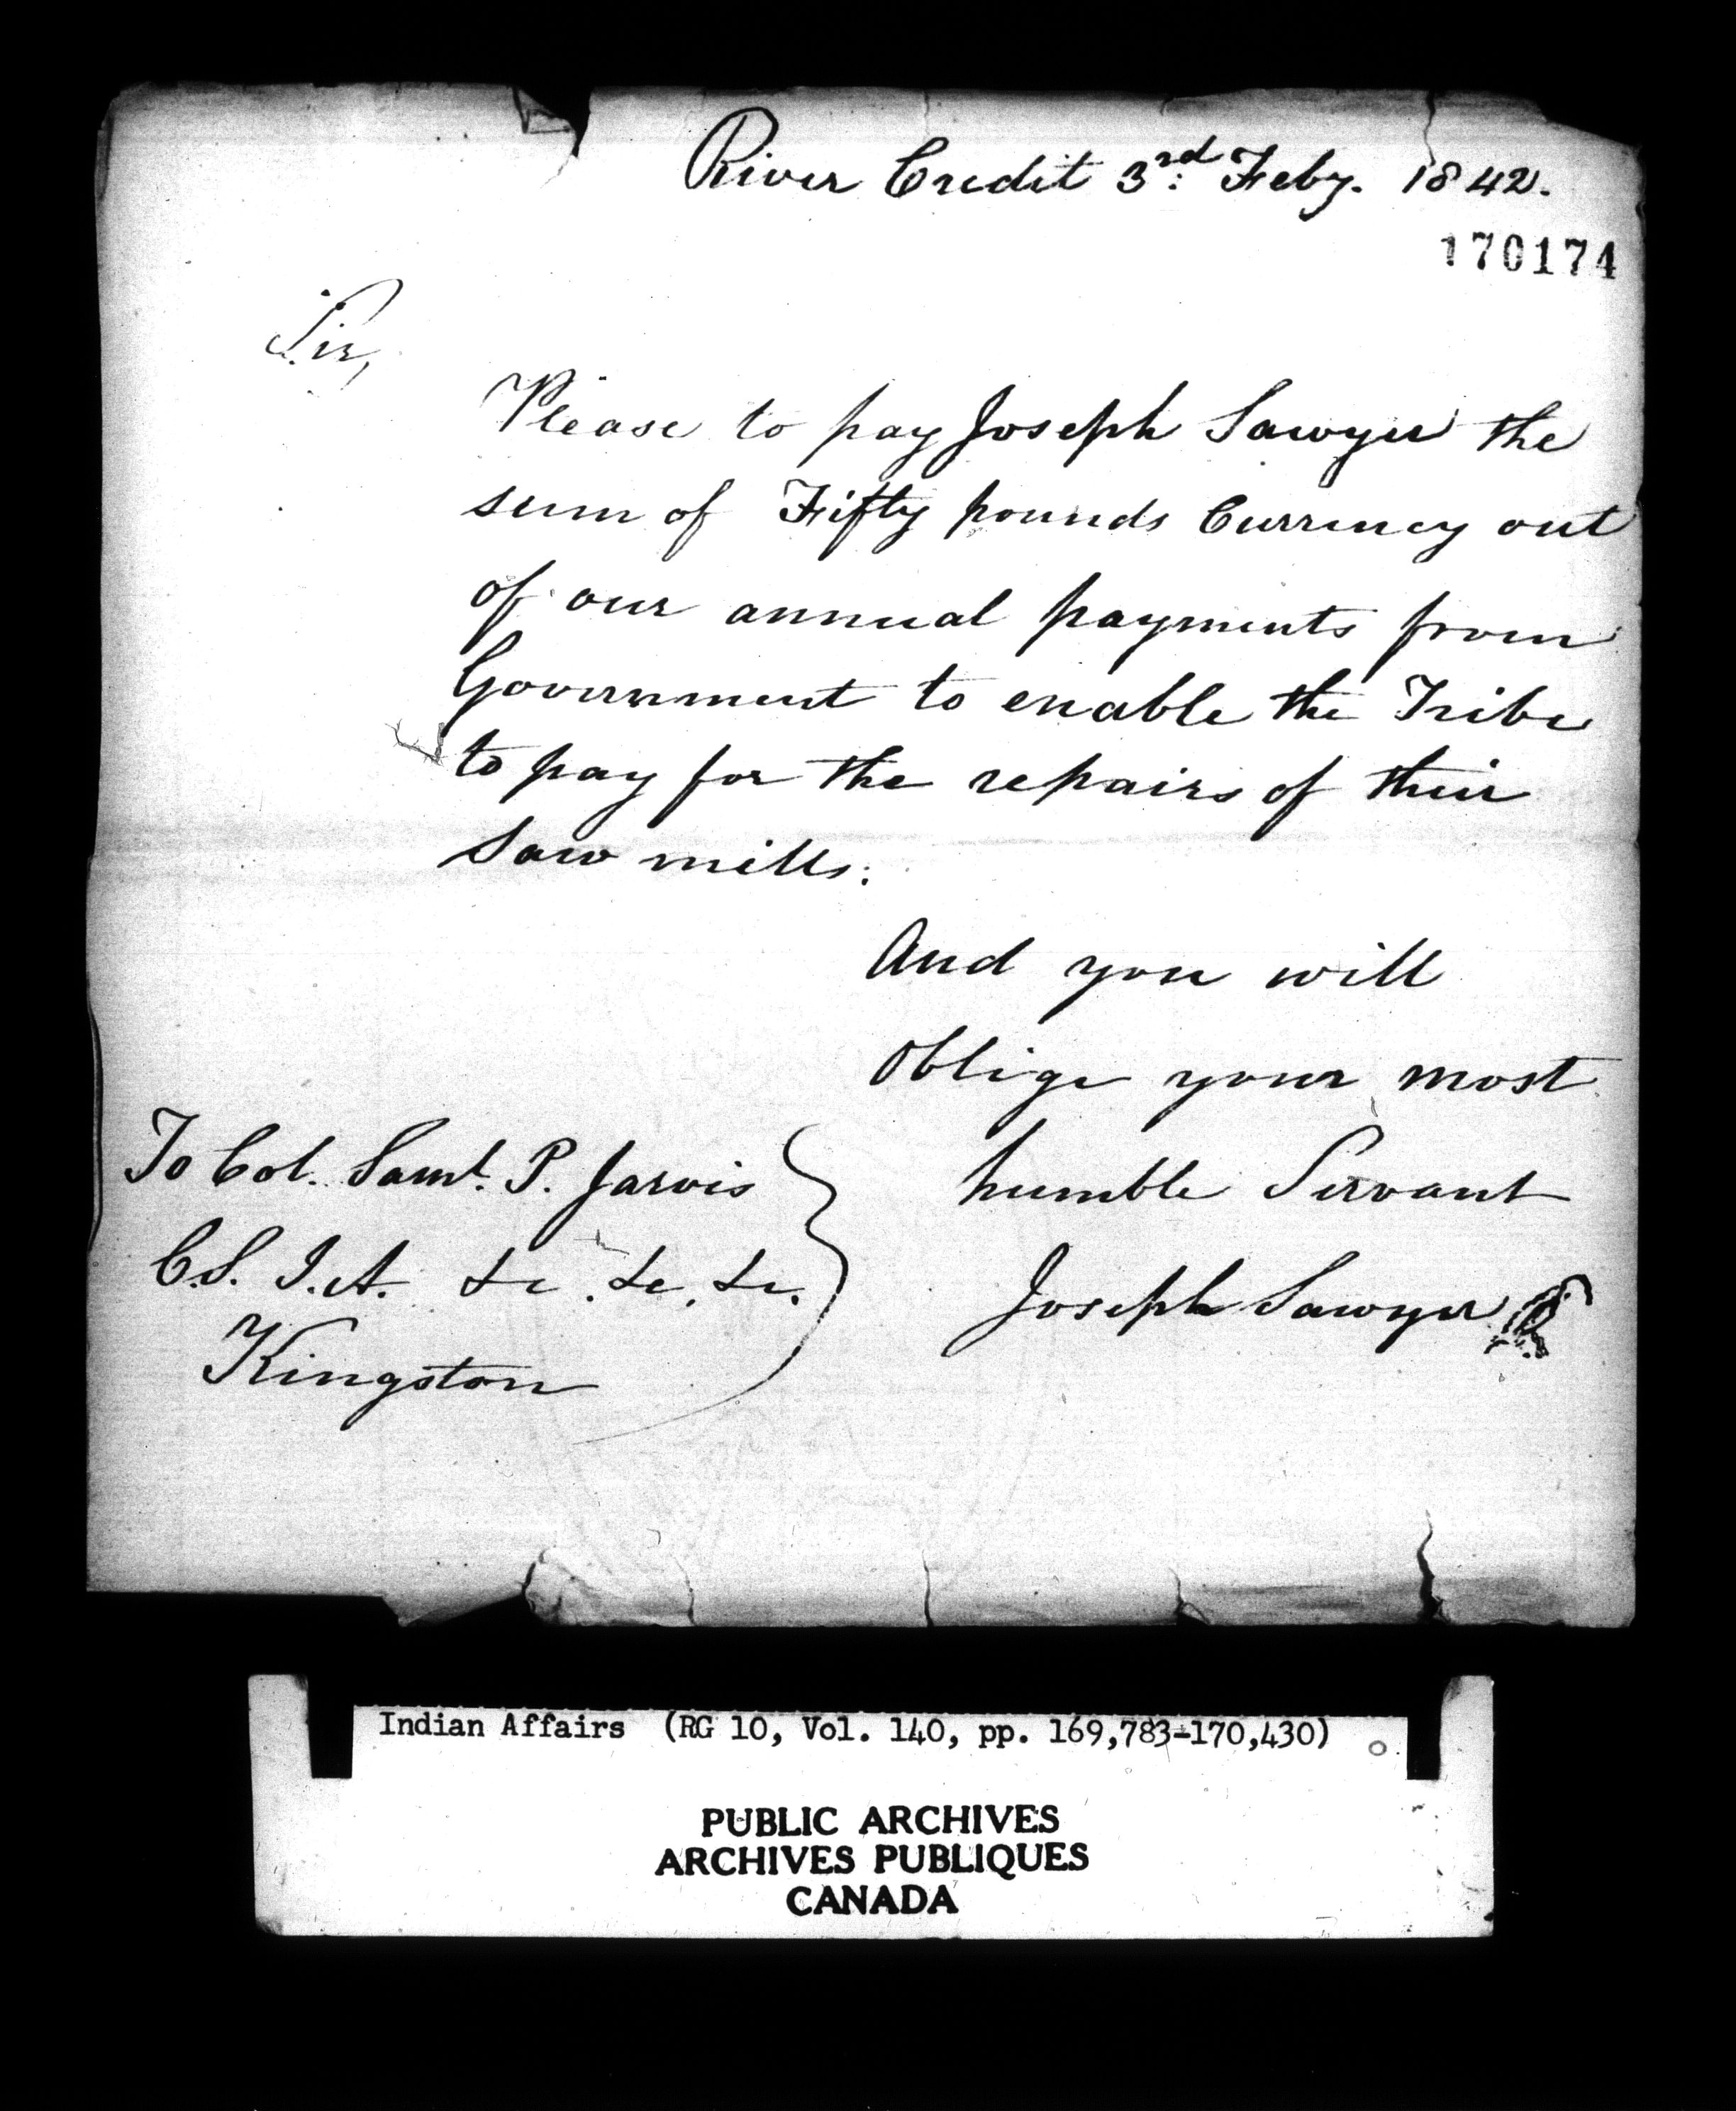 River Credit 3rd. Feby. 1842.
170174
Sir,
Please to pay Joseph Sawyer the
sum of Fifty pounds Currency out
of our annual payments from
Government to enable the Tribe
to pay for the repairs of their
Saw mills.
And you will
Oblige your most
humble Servant
Joseph Sawyer
To Col. Saml. P. Jarvis
C.S. I.A. &c. &c. &c.
Kingston
Indian Affairs (RG 10, Vol. 140, pp. 169,783-170,430)
PUBLIC ARCHIVES
ARCHIVES PUBLIQUES
CANADA